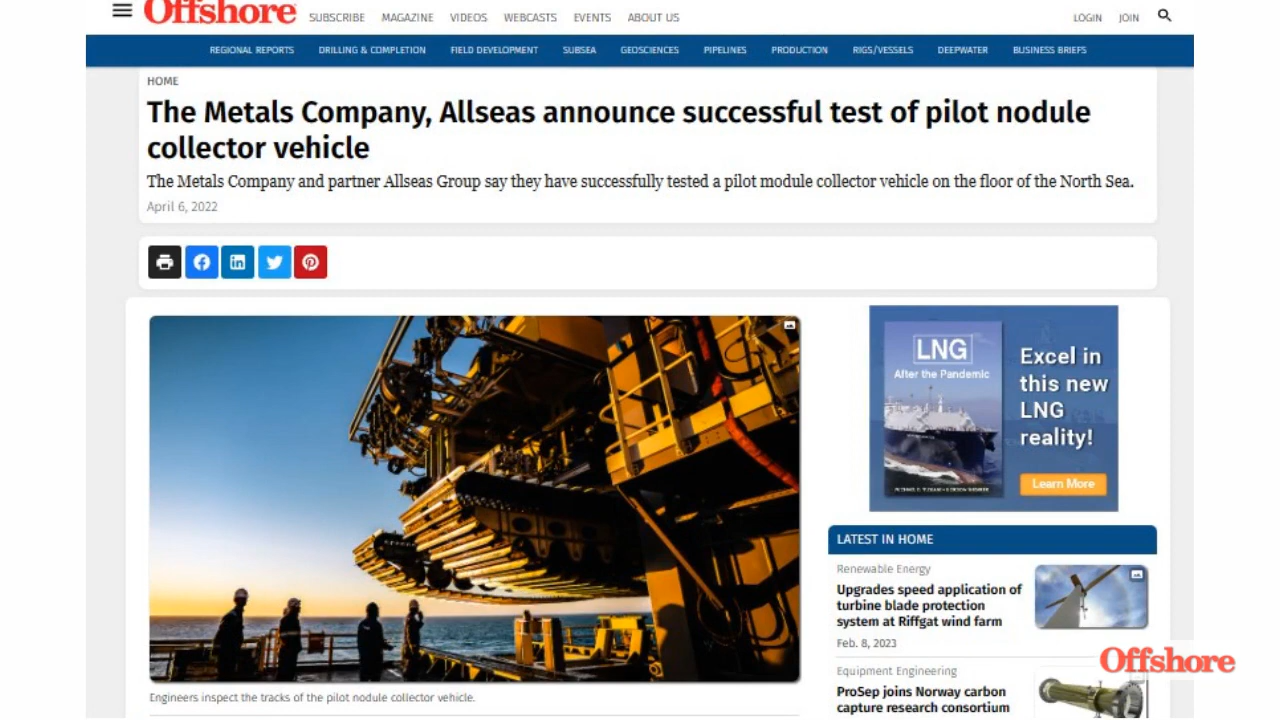 Offshore
SUBSCRIBE MAGAZINE VIDEOS WEBCASTS EVENTS ABOUT US
LOGIN JOIN
REGIONAL REPORTS DRILLING & COMPLETION FIELD DEVELOPMENT SUBSEA GEOSCIENCES PIPELINES PRODUCTION RIGS/VESSELS DEEPWATER BUSINESS BRIEFS
HOME
The Metals Company, Allseas announce successful test of pilot nodule
collector vehicle
The Metals Company and partner Allseas Group say they have successfully tested a pilot module collector vehicle on the floor of the North Sea.
April 6, 2022
Engineers inspect the tracks of the pilot nodule collector vehicle.
LNG
After the Pandemic
Excel in
this new
LNG
reality!
Learn More
LATEST IN HOME
Renewable Energy
Upgrades speed application of
turbine blade protection
system at Riffgat wind farm
Feb. 8, 2023
Equipment Engineering
ProSep joins Norway carbon
capture research consortium
Offshore